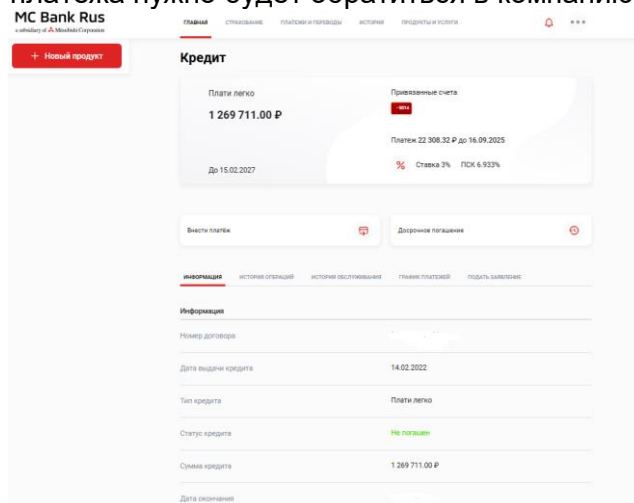 платежа нужно будет обратиться в компанию
MC Bank Rus
a subsidiary of Mitsubishi Corporation
ГЛАВНАЯ СТРАХОВАНИЕ ПЛАТЕЖИ И ПЕРЕВОДЫ ИСТОРИЯ ПРОДУКТЫ И УСЛУГИ
+ Новый продукт
Кредит
Плати легко
1 269 711.00 ₽
До 15.02.2027
Привязанные счета
Платеж 22 308.32 ₽ до 16.09.2025
% Ставка 3% ПСК 6.933%
Внести платёж
Досрочное погашение
ИНФОРМАЦИЯ ИСТОРИЯ ОПЕРАЦИЙ ИСТОРИЯ ОБСЛУЖИВАНИЯ ГРАФИК ПЛАТЕЖЕЙ ПОДАТЬ ЗАЯВЛЕНИЕ
Информация
Номер договора
Дата выдачи кредита 14.02.2022
Тип кредита Плати легко
Статус кредита Не погашен
Сумма кредита 1 269 711.00 ₽
Дата окончания